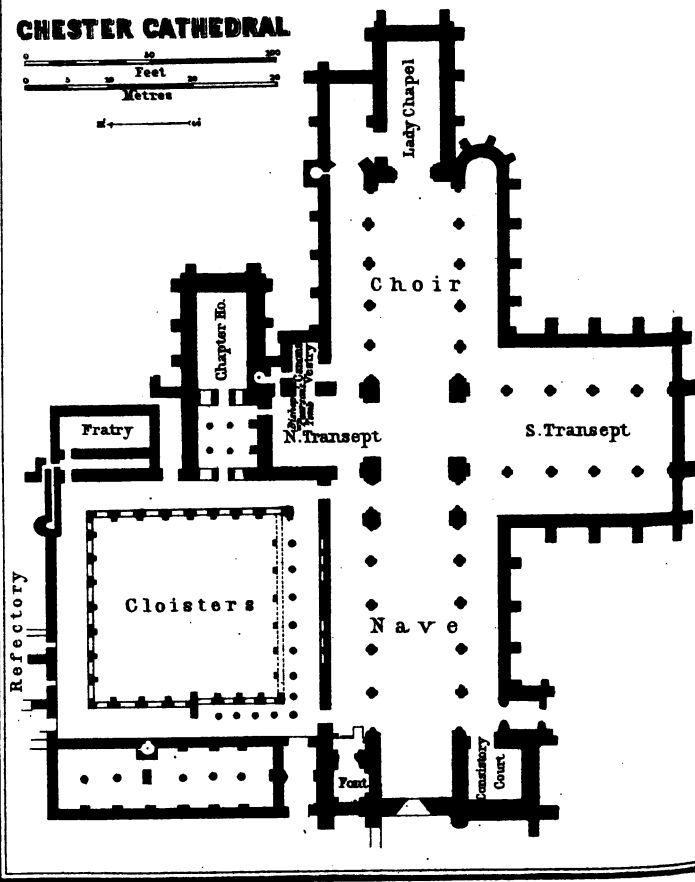 CHESTER CATHEDRAL
0 50 100
Feet
0 5 10 20 30
Metres
N S
Lady Chapel
Choir
Chapter Ho.
Canons
Vestry
Fratry
N.Transept
S.Transept
Cloisters
Refectory
Nave
Font
Consistory
Court